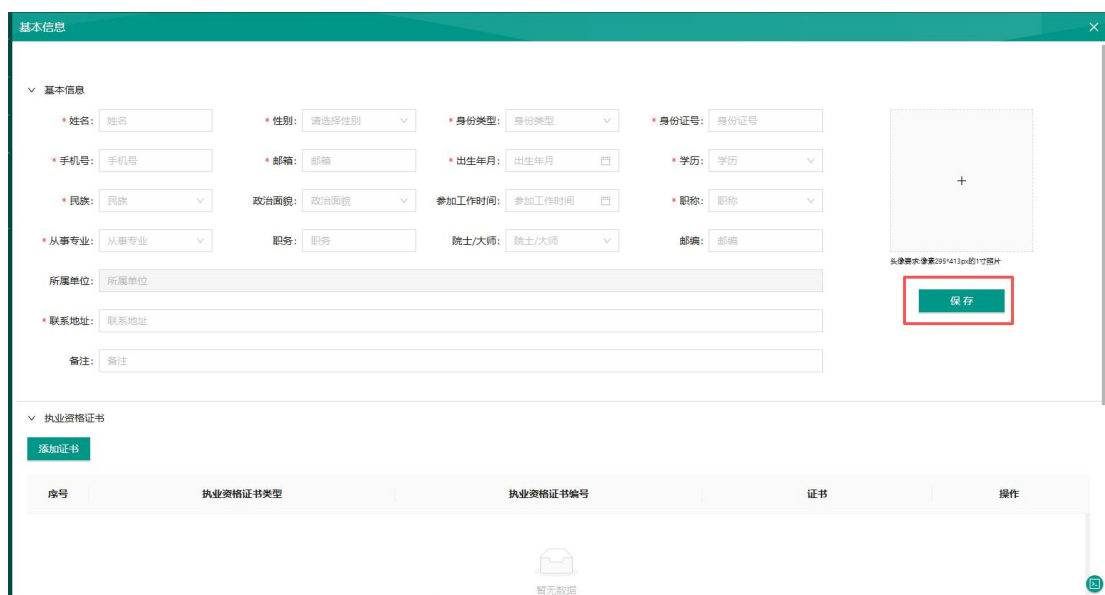 基本信息
基本信息
* 姓名: 姓名 * 性别: 请选择性别 * 身份类型: 身份类型 * 身份证号: 身份证号
* 手机号: 手机号 * 邮箱: 邮箱 * 出生年月: 出生年月 * 学历: 学历
* 民族: 民族 政治面貌: 政治面貌 参加工作时间: 参加工作时间 * 职称: 职称
* 从事专业: 从事专业 职务: 职务 院士/大师: 院士/大师 邮编: 邮编
头像要求:像素295*413px的1寸照片
所属单位: 所属单位
保存
* 联系地址: 联系地址
备注: 备注
执业资格证书
添加证书
序号 执业资格证书类型 执业资格证书编号 证书 操作
暂无数据